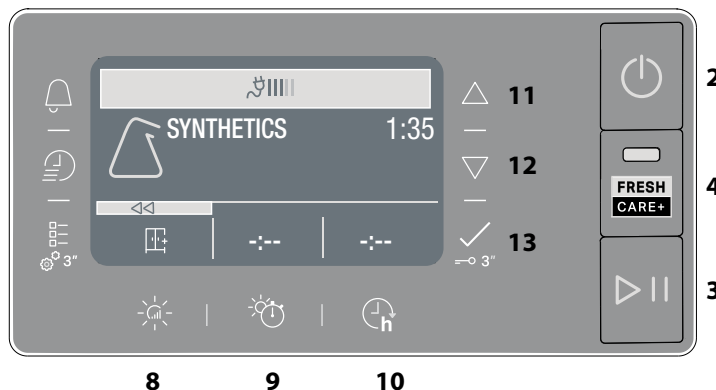 11
2
SYNTHETICS 1:35
12
FRESH
CARE+
4
-:-- -:--
3"
3"
13
3
h
8 9 10